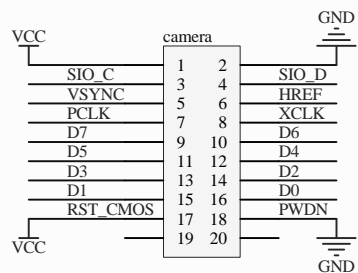 GND
VCC camera
1 2
SIO_C 3 4 SIO_D
VSYNC 5 6 HREF
PCLK 7 8 XCLK
D7 9 10 D6
D5 11 12 D4
D3 13 14 D2
D1 15 16 D0
RST_CMOS 17 18 PWDN
VCC 19 20
GND